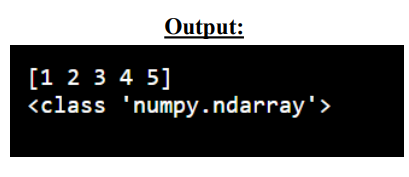 Output:
[1 2 3 4 5]
<class 'numpy.ndarray'>